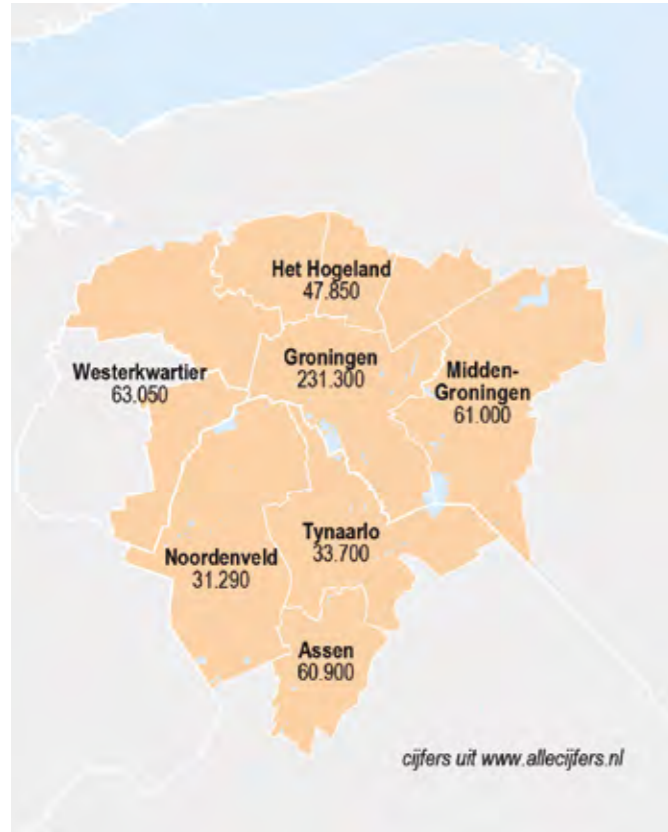 Het Hogeland
47.850
Groningen
231.300
Westerkwartier
63.050
Midden-
Groningen
61.000
Tynaarlo
33.700
Noordenveld
31.290
Assen
60.900
cijfers uit www.allecijfers.nl